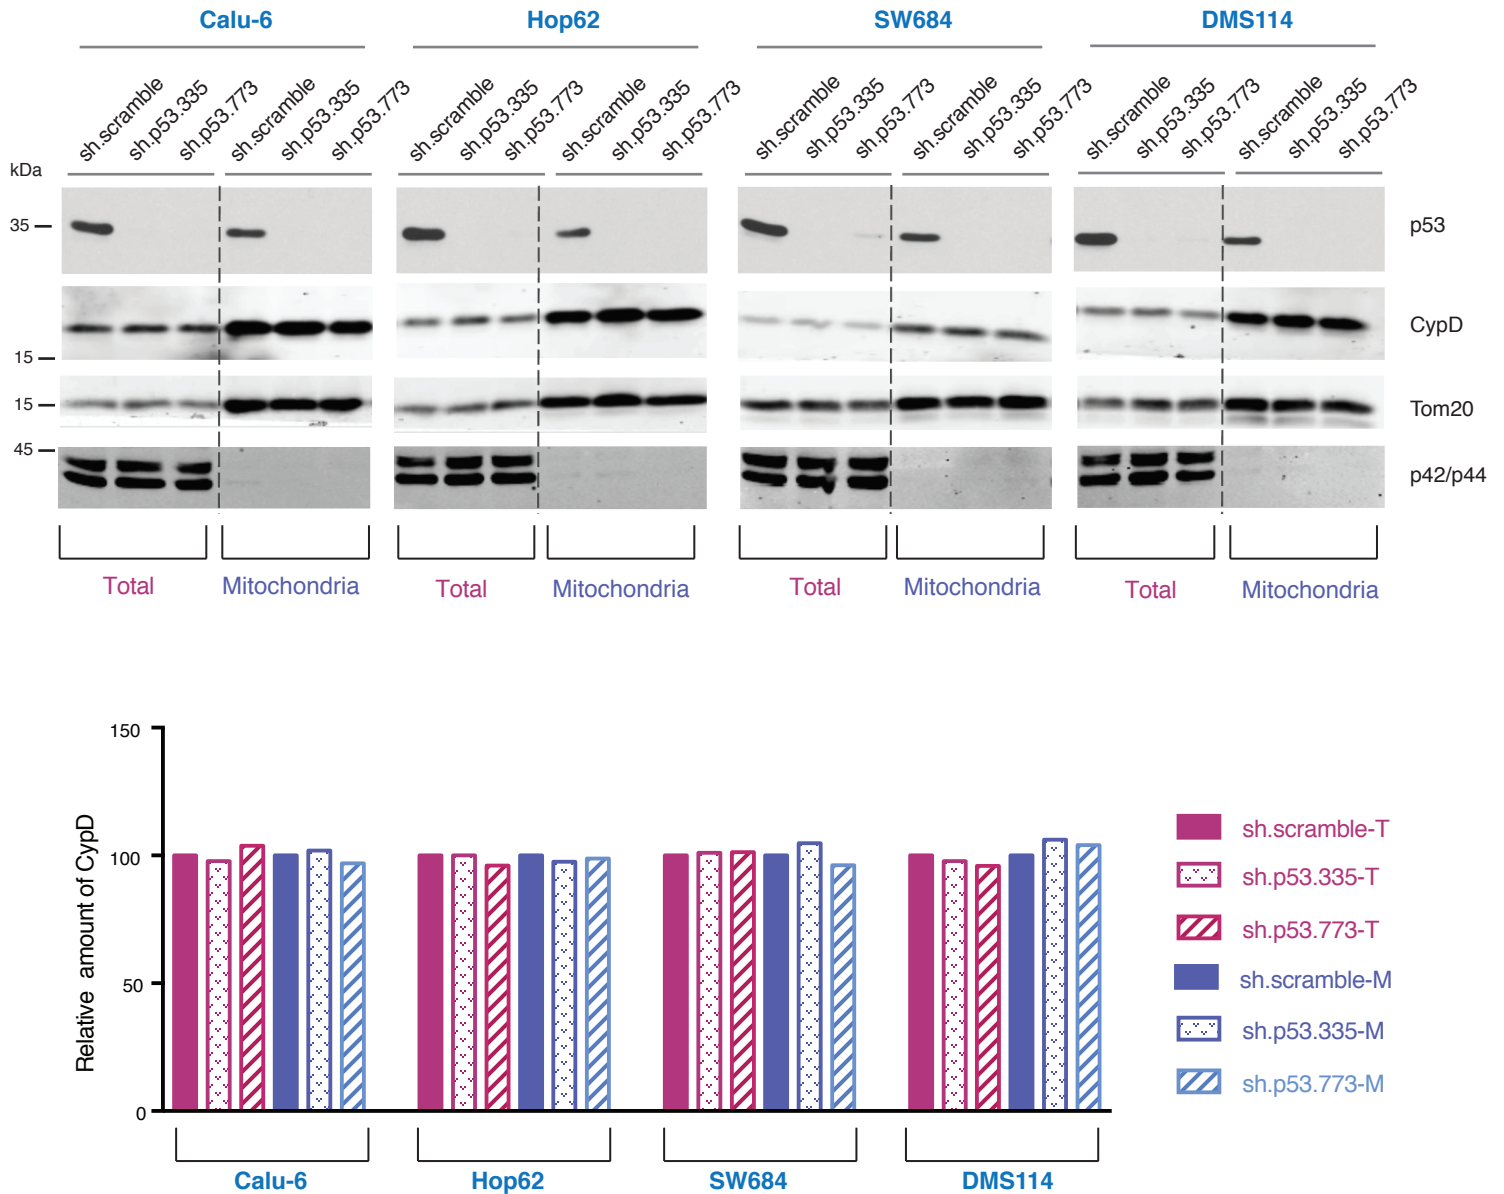 Calu-6 Hop62 SW684 DMS114
sh.scramble sh.p53.335 sh.p53.773 sh.scramble sh.p53.335 sh.p53.773 sh.scramble sh.p53.335 sh.p53.773 sh.scramble sh.p53.335 sh.p53.773 sh.scramble sh.p53.335 sh.p53.773 sh.scramble sh.p53.335 sh.p53.773 sh.scramble sh.p53.335 sh.p53.773 sh.scramble sh.p53.335 sh.p53.773
kDa
35 p53
CypD
15
15 Tom20
45
p42/p44
Total Mitochondria Total Mitochondria Total Mitochondria Total Mitochondria
Relative amount of CypD
150
100
50
0
Calu-6 Hop62 SW684 DMS114
sh.scramble-T
sh.p53.335-T
sh.p53.773-T
sh.scramble-M
sh.p53.335-M
sh.p53.773-M